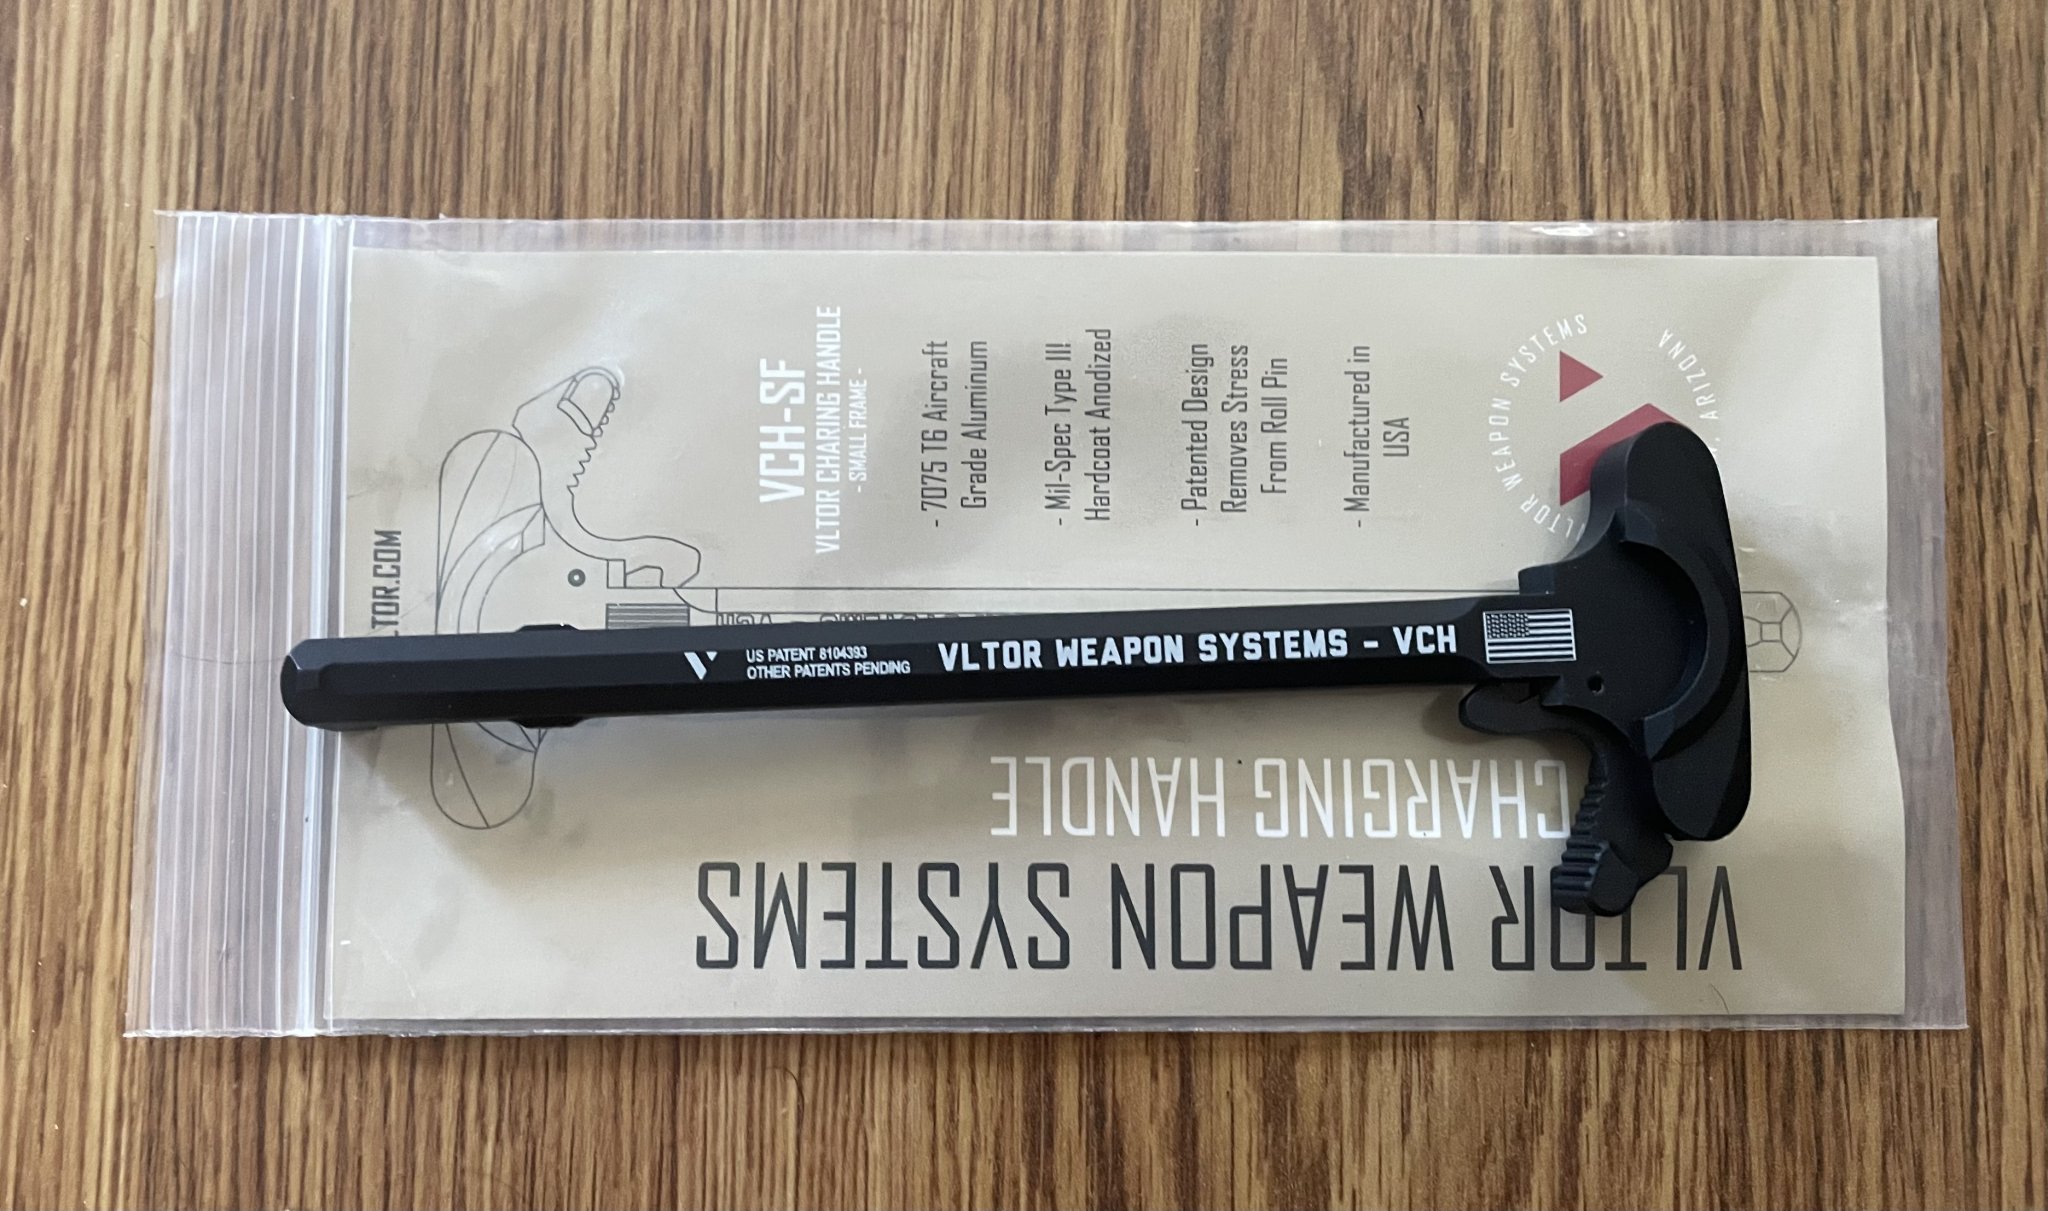 VLTOR WEAPON SYSTEMS - VCH
US PATENT 8104393
OTHER PATENTS PENDING
VCH-SF
VLTOR CHARING HANDLE
- SMALL FRAME -
- 7075 T6 Aircraft
Grade Aluminum
- Mil-Spec Type III
Hardcoat Anodized
- Patented Design
Removes Stress
From Roll Pin
- Manufactured in
USA
VLTOR WEAPON SYSTEMS
ARIZONA
VLTOR WEAPON SYSTEMS
CHARGING HANDLE